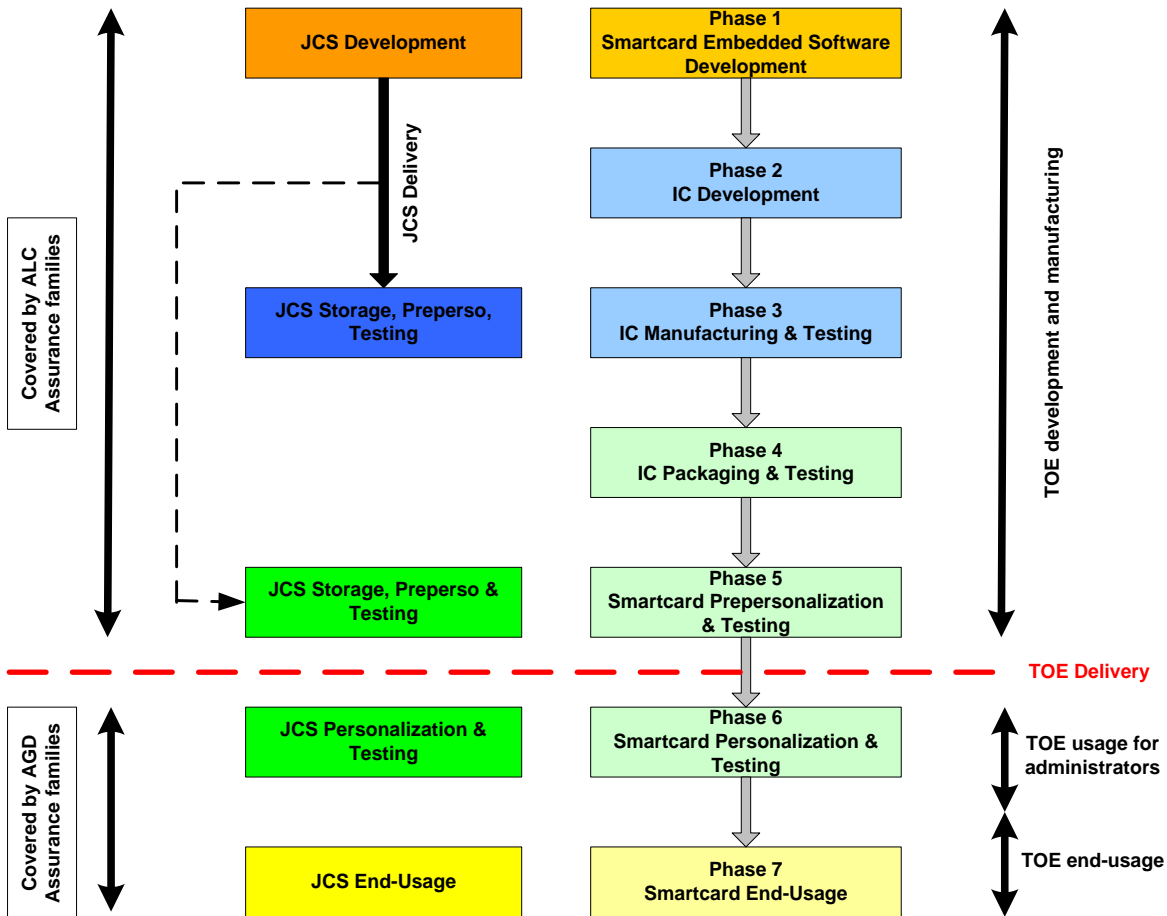 JCS Development
Phase 1
Smartcard Embedded Software
Development
JCS Delivery
Phase 2
IC Development
Covered by ALC
Assurance families
TOE development and manufacturing
JCS Storage, Preperso,
Testing
Phase 3
IC Manufacturing & Testing
Phase 4
IC Packaging & Testing
JCS Storage, Preperso &
Testing
Phase 5
Smartcard Prepersonalization
& Testing
TOE Delivery
Covered by AGD
Assurance families
JCS Personalization &
Testing
Phase 6
Smartcard Personalization &
Testing
TOE usage for
administrators
JCS End-Usage
Phase 7
Smartcard End-Usage
TOE end-usage